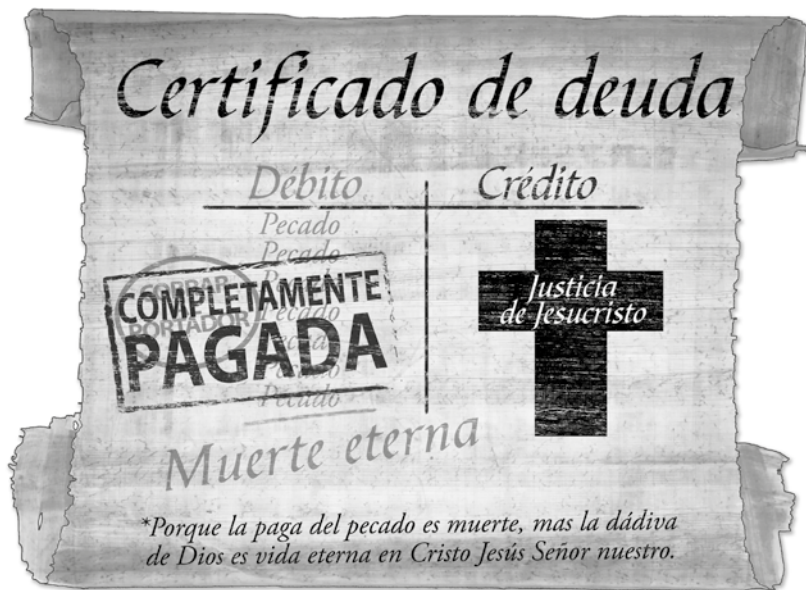 Certificado de deuda
Débito
Crédito
Pecado
Pecado
COBRAR
PORTADOR
COMPLETAMENTE
PAGADA
Pecado
Pecado
Muerte eterna
Justicia
de Jesucristo
*Porque la paga del pecado es muerte, mas la dádiva
de Dios es vida eterna en Cristo Jesús Señor nuestro.